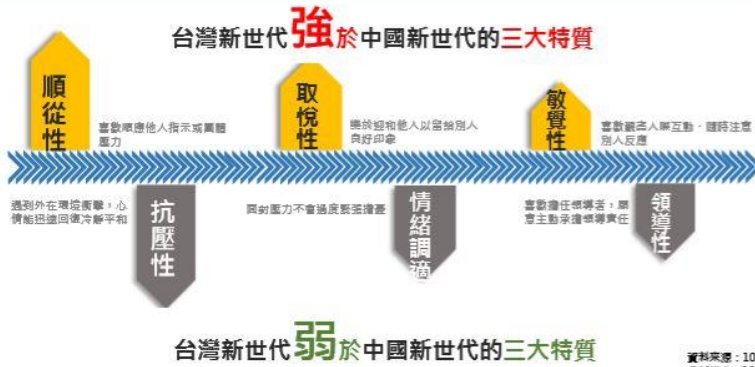 台灣新世代強於中國新世代的三大特質
順從性
喜歡順應他人指示或團體
壓力
取悅性
樂於迎和他人以留給別人
良好印象
敏覺性
喜歡觀察人際互動，隨時注意
別人反應
遇到外在環境衝擊，心
情能迅速回復冷靜平和
抗壓性
面對壓力不會過度緊張擔憂
情緒調適
喜歡擔任領導者，願
意主動承擔領導責任
領導性
台灣新世代弱於中國新世代的三大特質
資料來源：10